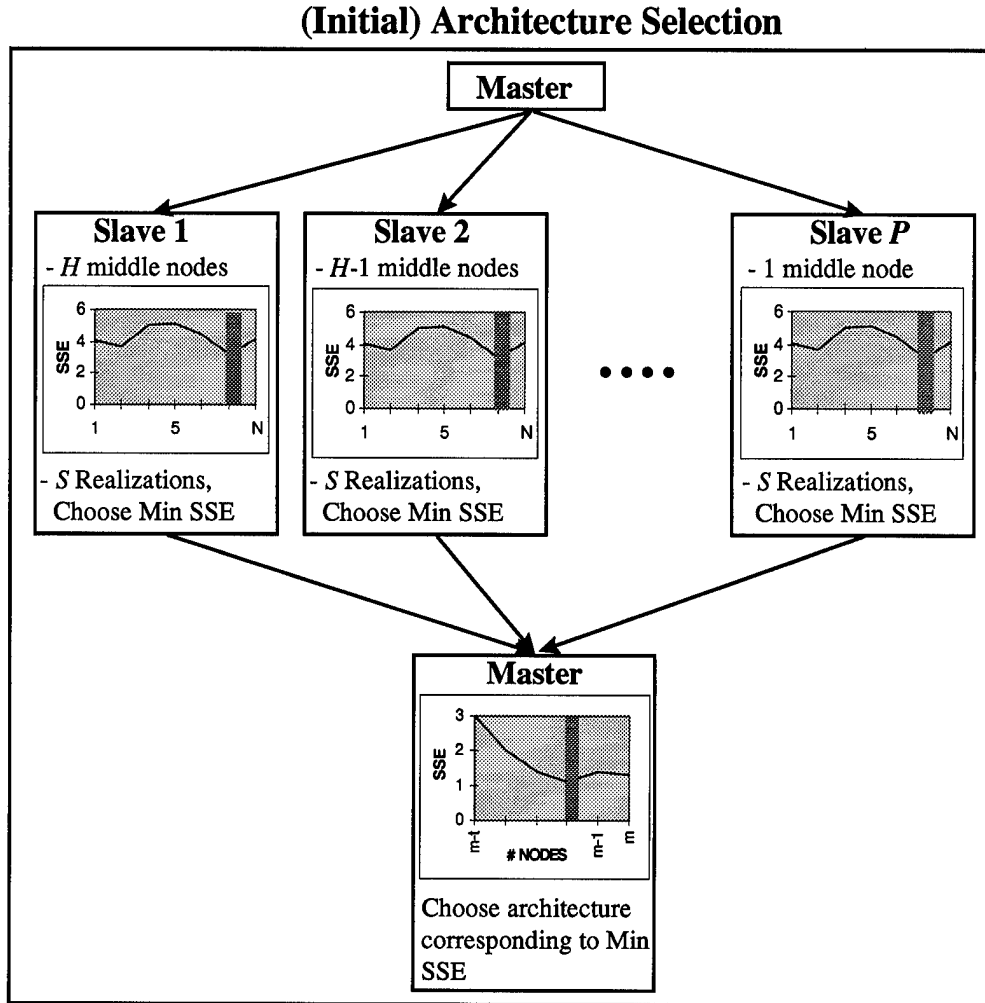 (Initial) Architecture Selection
Master
Slave 1
- H middle nodes
6
4
2
0
SSE
1 5 N
- S Realizations,
Choose Min SSE
Slave 2
- H-1 middle nodes
6
4
2
0
SSE
1 5 N
- S Realizations,
Choose Min SSE
Slave P
- 1 middle node
6
4
2
0
SSE
1 5 N
- S Realizations,
Choose Min SSE
Master
3
2
1
0
SSE
m-t m-1 m
# NODES
Choose architecture
corresponding to Min
SSE